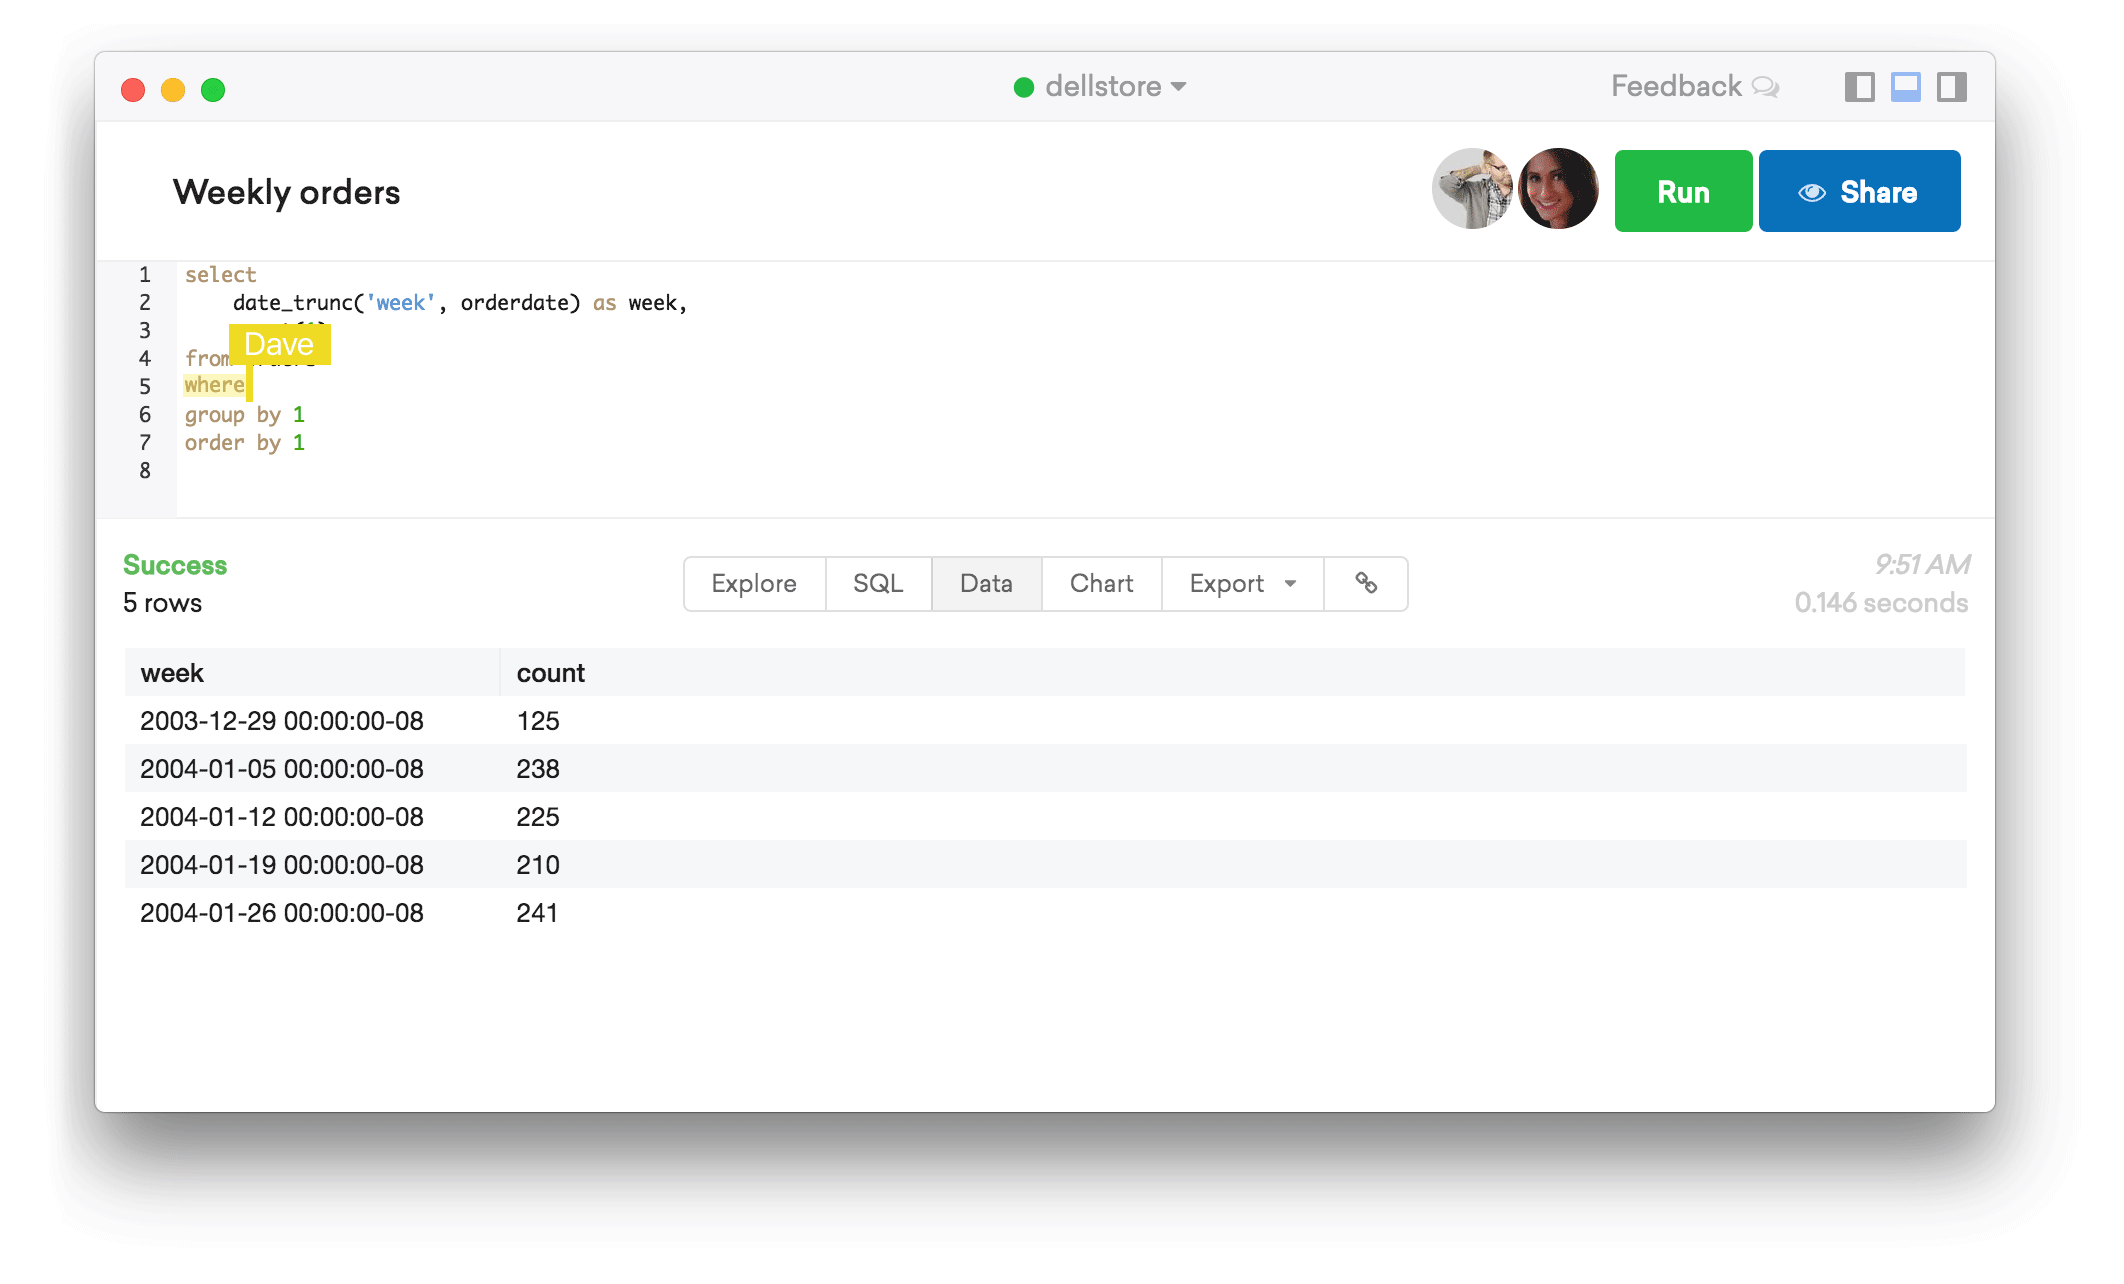 dellstore
Feedback
Weekly orders
Run
Share
1 select
2 date_trunc('week', orderdate) as week,
3
Dave
4 from
5 where
6 group by 1
7 order by 1
8
Success
5 rows
Explore SQL Data Chart Export
9:51 AM
0.146 seconds
week count
2003-12-29 00:00:00-08 125
2004-01-05 00:00:00-08 238
2004-01-12 00:00:00-08 225
2004-01-19 00:00:00-08 210
2004-01-26 00:00:00-08 241